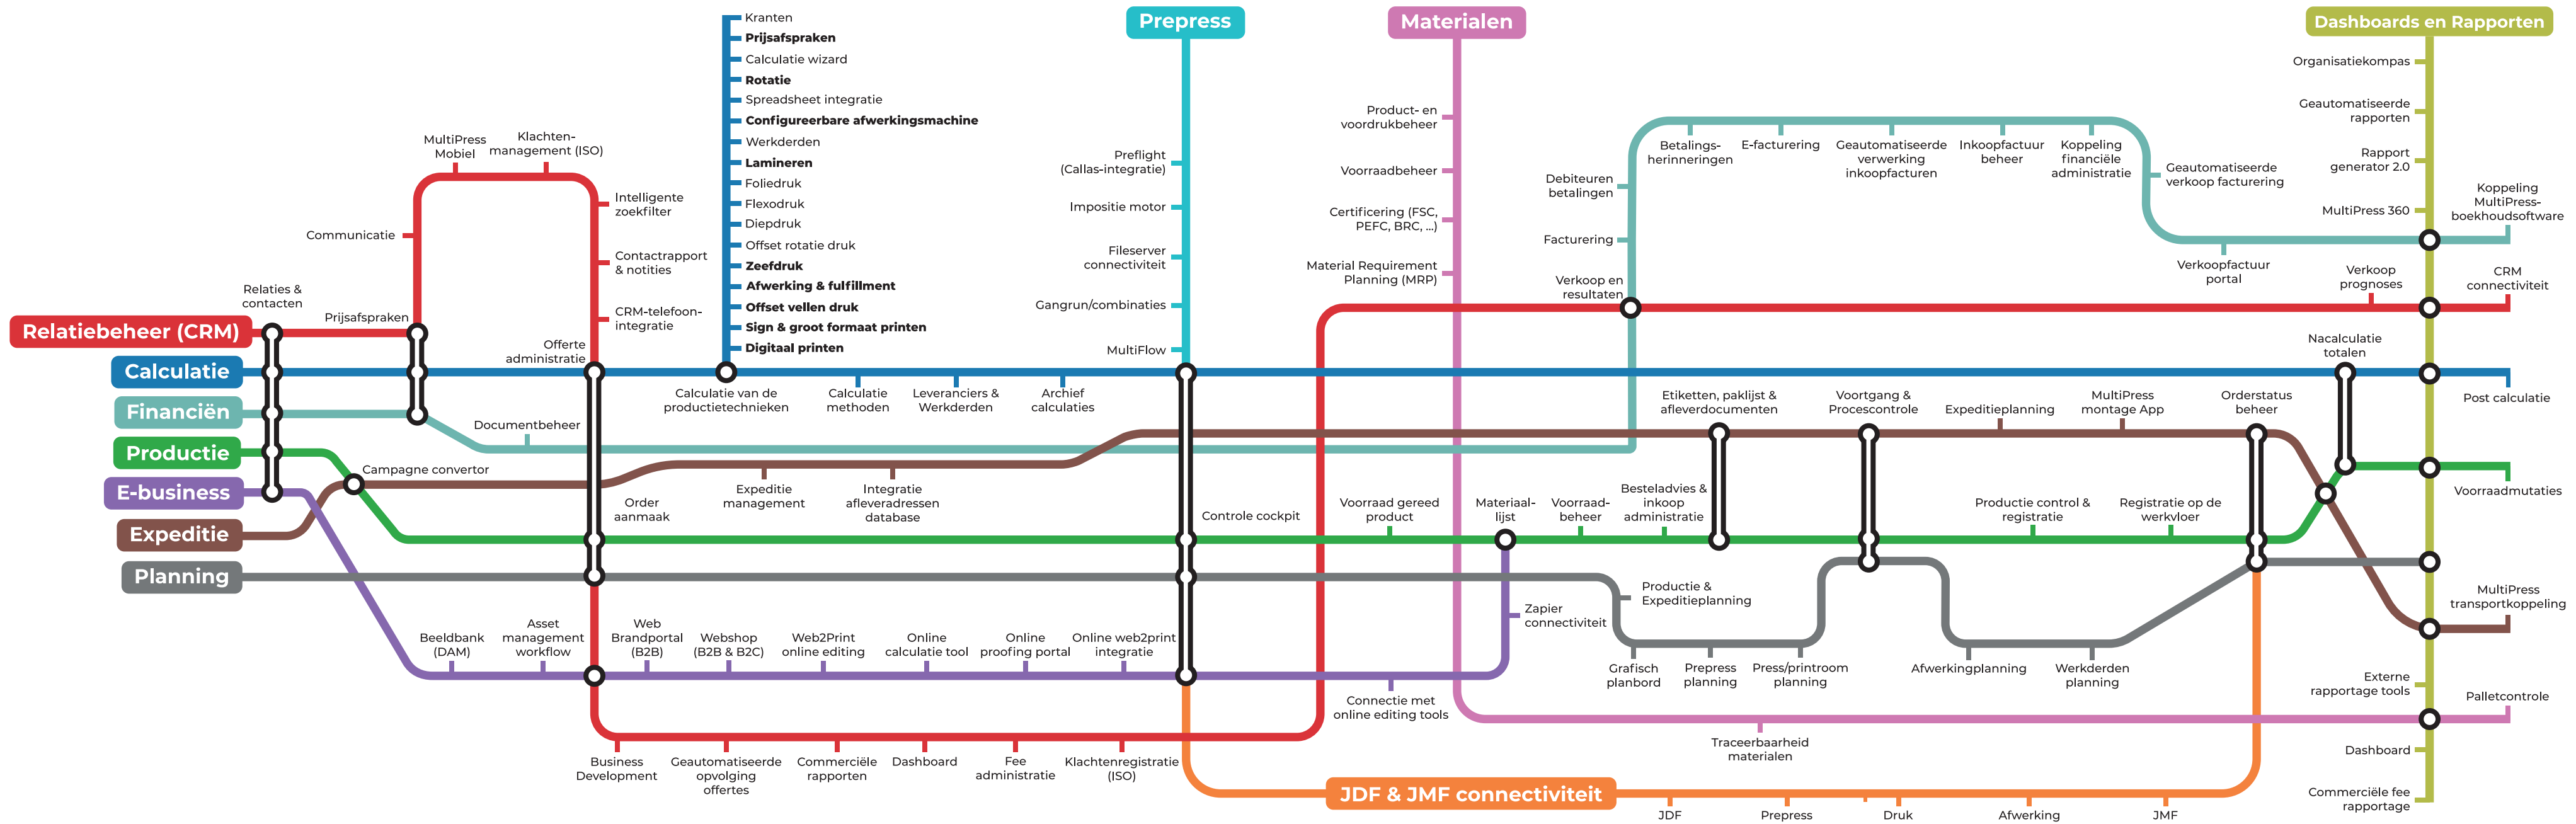 Kranten
Prijsafspraken
Calculatie wizard
Rotatie
Spreadsheet integratie
Configureerbare afwerkingsmachine
Werkderden
Lamineren
Foliedruk
Flexodruk
Diepdruk
Offset rotatie druk
Zeefdruk
Afwerking & fulfillment
Offset vellen druk
Sign & groot formaat printen
Digitaal printen
Prepress
Preflight
(Callas-integratie)
Impositie motor
Fileserver
connectiviteit
Gangrun/combinaties
MultiFlow
Materialen
Product- en
voordrukbeheer
Voorraadbeheer
Certificering (FSC,
PEFC, BRC, ...)
Material Requirement
Planning (MRP)
Dashboards en Rapporten
Organisatiekompas
Geautomatiseerde
rapporten
Rapport
generator 2.0
MultiPress 360
Koppeling
MultiPress-
boekhoudsoftware
Betalings-
herinneringen
E-facturering
Geautomatiseerde
verwerking
inkoopfacturen
Inkoopfactuur
beheer
Koppeling
financiële
administratie
Geautomatiseerde
verkoop facturering
Debiteuren
betalingen
Facturering
Verkoop en
resultaten
Verkoopfactuur
portal
Verkoop
prognoses
CRM
connectiviteit
MultiPress
Mobiel
Klachten-
management (ISO)
Communicatie
Intelligente
zoekfilter
Contactrapport
& notities
CRM-telefoon-
integratie
Relaties &
contacten
Prijsafspraken
Offerte
administratie
Relatiebeheer (CRM)
Calculatie
Financiën
Productie
E-business
Expeditie
Planning
Calculatie van de
productietechnieken
Calculatie
methoden
Leveranciers &
Werkderden
Archief
calculaties
Nacalculatie
totalen
Post calculatie
Documentbeheer
Campagne convertor
Expeditie
management
Integratie
afleveradressen
database
Etiketten, paklijst &
afleverdocumenten
Voortgang &
Procescontrole
Expeditieplanning
MultiPress
montage App
Orderstatus
beheer
Order
aanmaak
Controle cockpit
Voorraad gereed
product
Materiaal-
lijst
Voorraad-
beheer
Besteladvies &
inkoop
administratie
Productie control &
registratie
Registratie op de
werkvloer
Voorraadmutaties
MultiPress
transportkoppeling
Productie &
Expeditieplanning
Zapier
connectiviteit
Grafisch
planbord
Prepress
planning
Press/printroom
planning
Afwerkingplanning
Werkderden
planning
Beeldbank
(DAM)
Asset
management
workflow
Web
Brandportal
(B2B)
Webshop
(B2B & B2C)
Web2Print
online editing
Online
calculatie tool
Online
proofing portal
Online web2print
integratie
Connectie met
online editing tools
Traceerbaarheid
materialen
Externe
rapportage tools
Palletcontrole
Dashboard
Commerciële fee
rapportage
Business
Development
Geautomatiseerde
opvolging
offertes
Commerciële
rapporten
Dashboard
Fee
administratie
Klachtenregistratie
(ISO)
JDF & JMF connectiviteit
JDF
Prepress
Druk
Afwerking
JMF